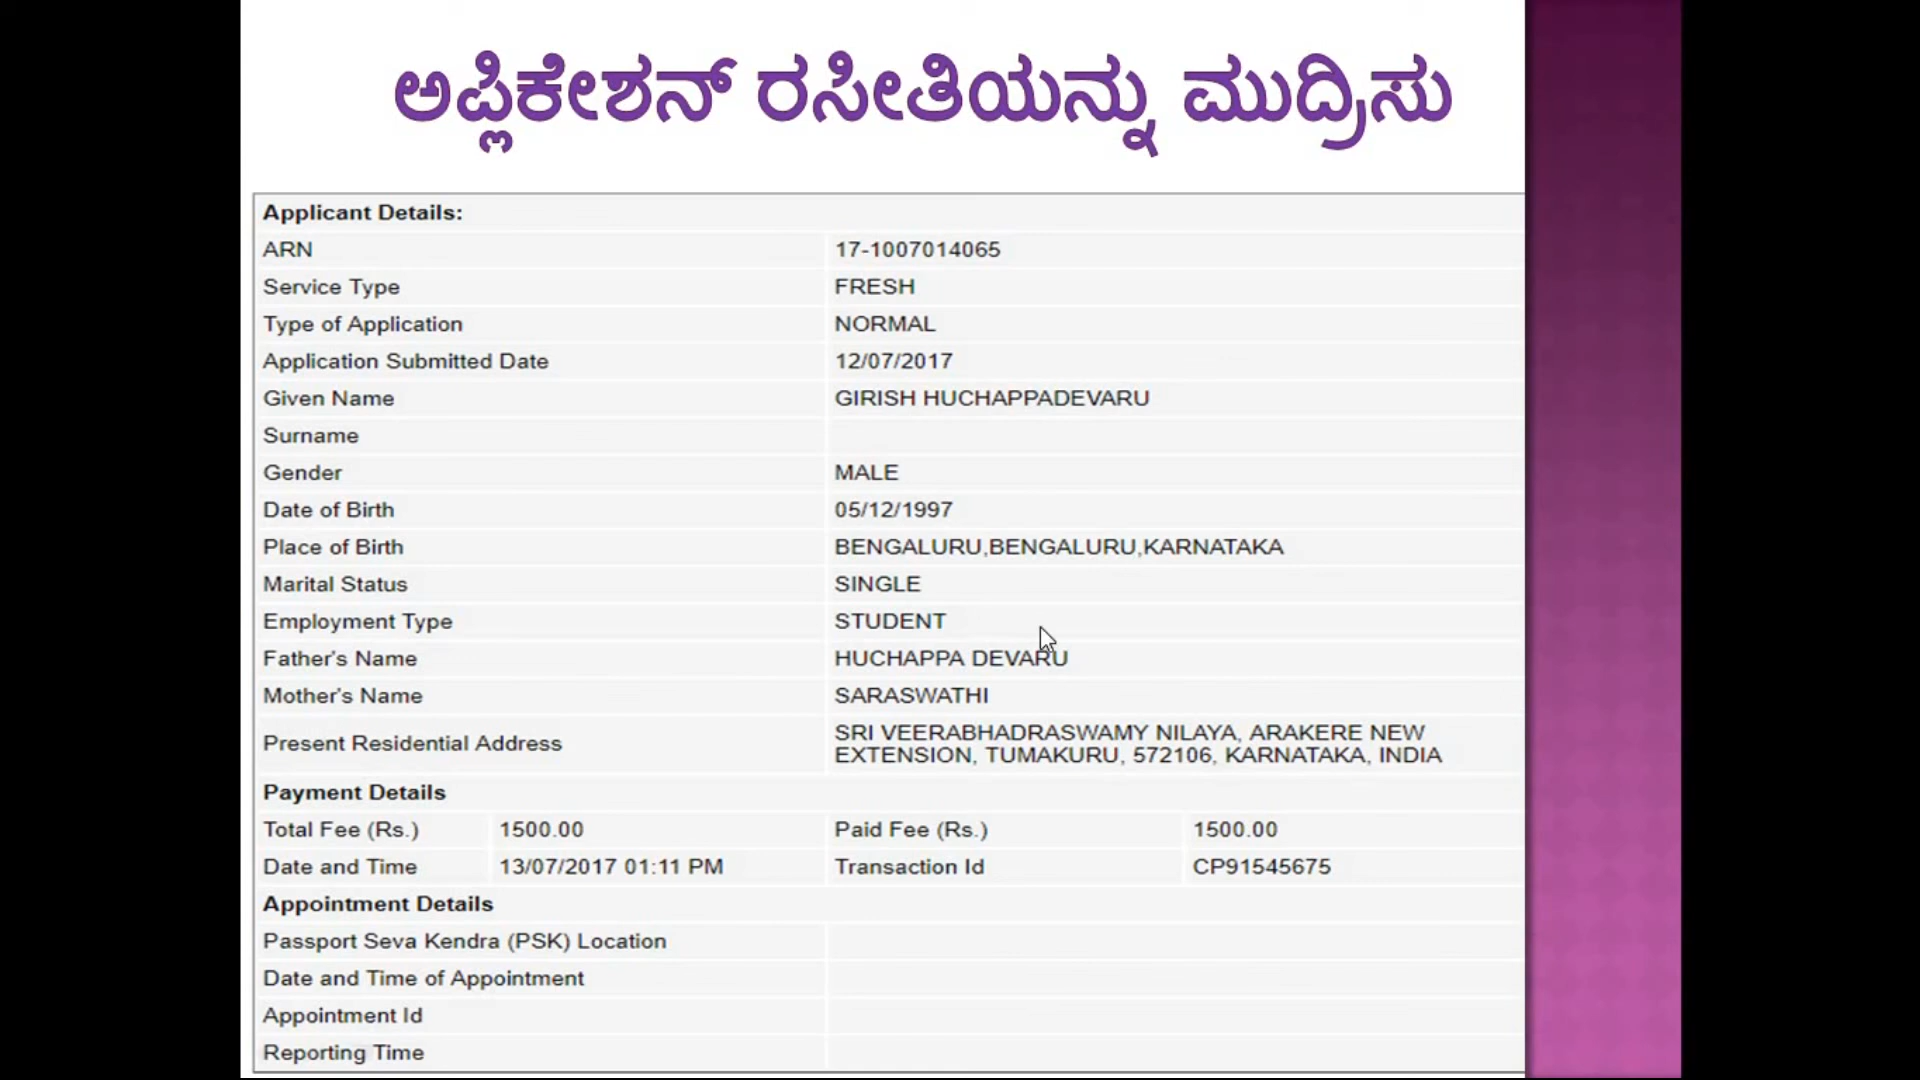 ಅಪ್ಲಿಕೇಶನ್ ರಸೀತಿಯನ್ನು ಮುದ್ರಿಸು
Applicant Details:
ARN 17-1007014065
Service Type FRESH
Type of Application NORMAL
Application Submitted Date 12/07/2017
Given Name GIRISH HUCHAPPADEVARU
Surname
Gender MALE
Date of Birth 05/12/1997
Place of Birth BENGALURU,BENGALURU,KARNATAKA
Marital Status SINGLE
Employment Type STUDENT
Father's Name HUCHAPPA DEVARU
Mother's Name SARASWATHI
Present Residential Address SRI VEERABHADRASWAMY NILAYA, ARAKERE NEW
EXTENSION, TUMAKURU, 572106, KARNATAKA, INDIA
Payment Details
Total Fee (Rs.) 1500.00 Paid Fee (Rs.) 1500.00
Date and Time 13/07/2017 01:11 PM Transaction Id CP91545675
Appointment Details
Passport Seva Kendra (PSK) Location
Date and Time of Appointment
Appointment Id
Reporting Time